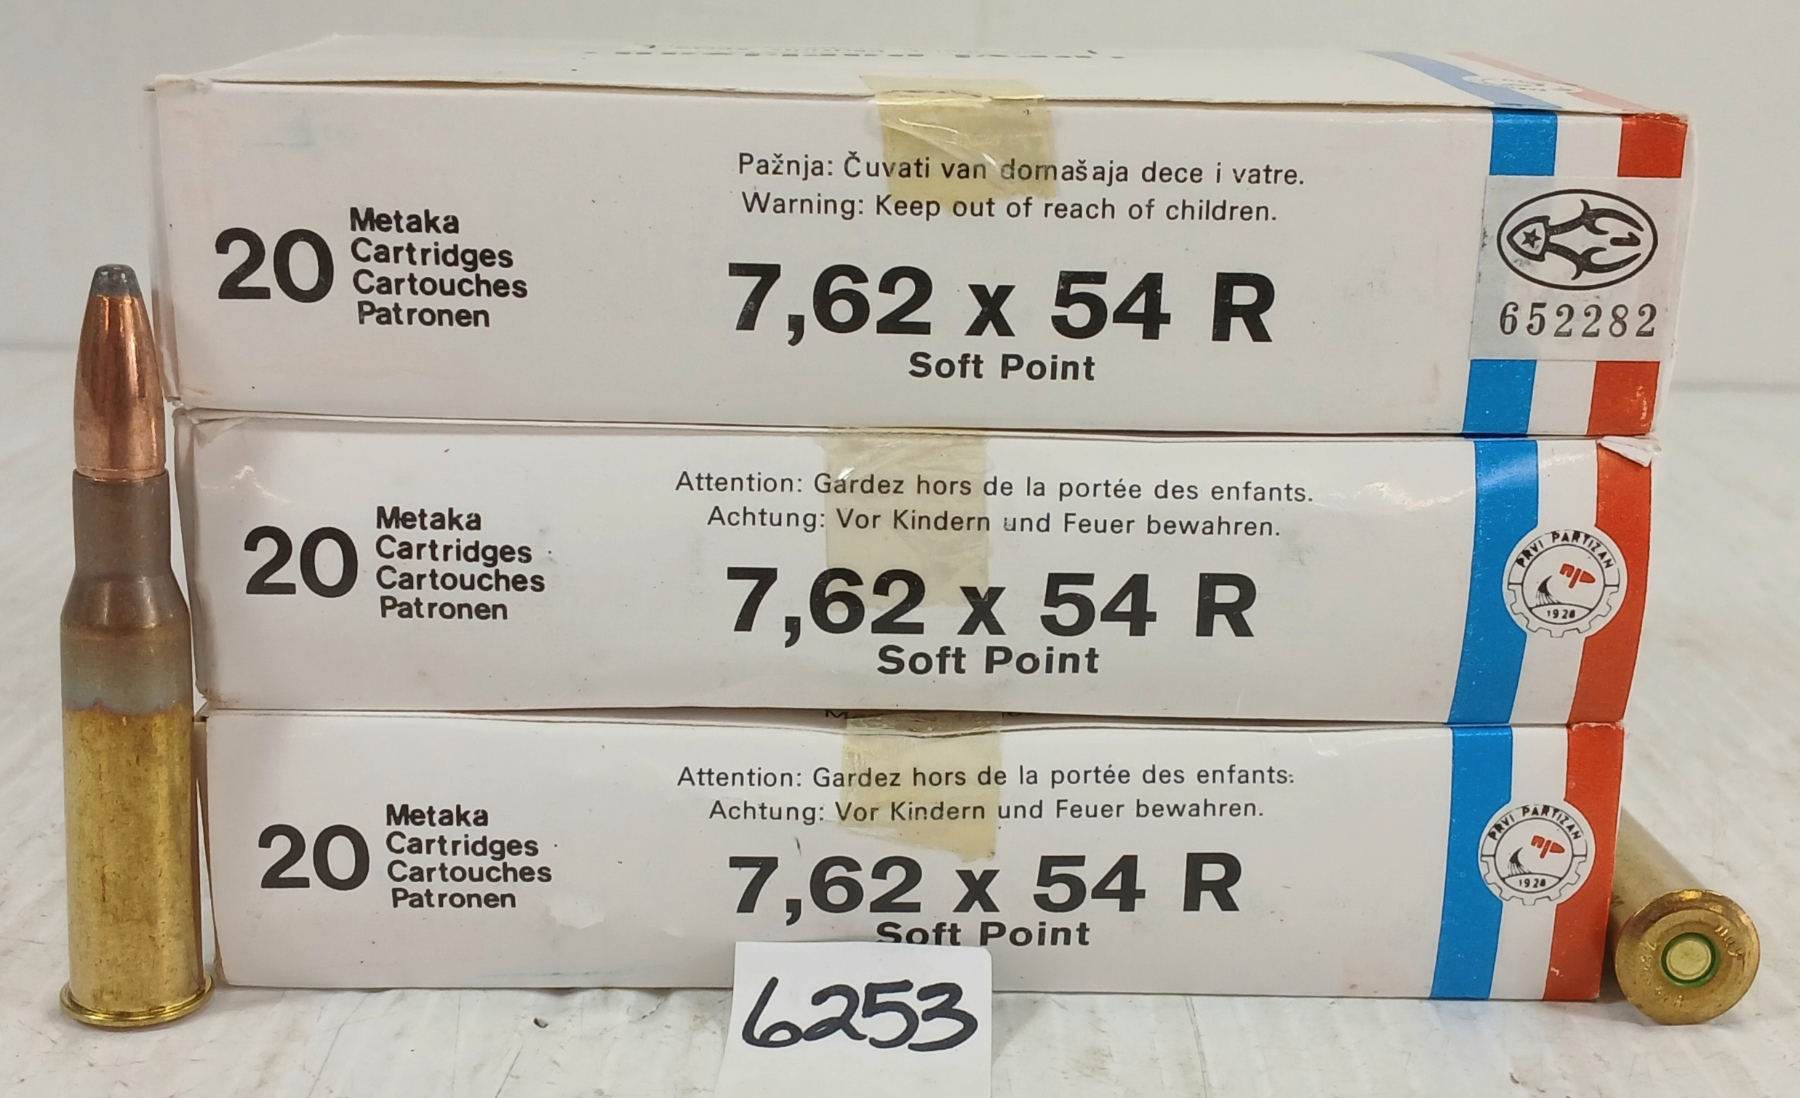 Pažnja: Čuvati van domašaja dece i vatre.
Warning: Keep out of reach of children.
20 Metaka
Cartridges
Cartouches
Patronen
7,62 x 54 R
Soft Point
652282
Attention: Gardez hors de la portée des enfants.
Achtung: Vor Kindern und Feuer bewahren.
20 Metaka
Cartridges
Cartouches
Patronen
7,62 x 54 R
Soft Point
PRVI PARTIZAN
1928
Attention: Gardez hors de la portée des enfants.
Achtung: Vor Kindern und Feuer bewahren.
20 Metaka
Cartridges
Cartouches
Patronen
7,62 x 54 R
Soft Point
PRVI PARTIZAN
1928
6253